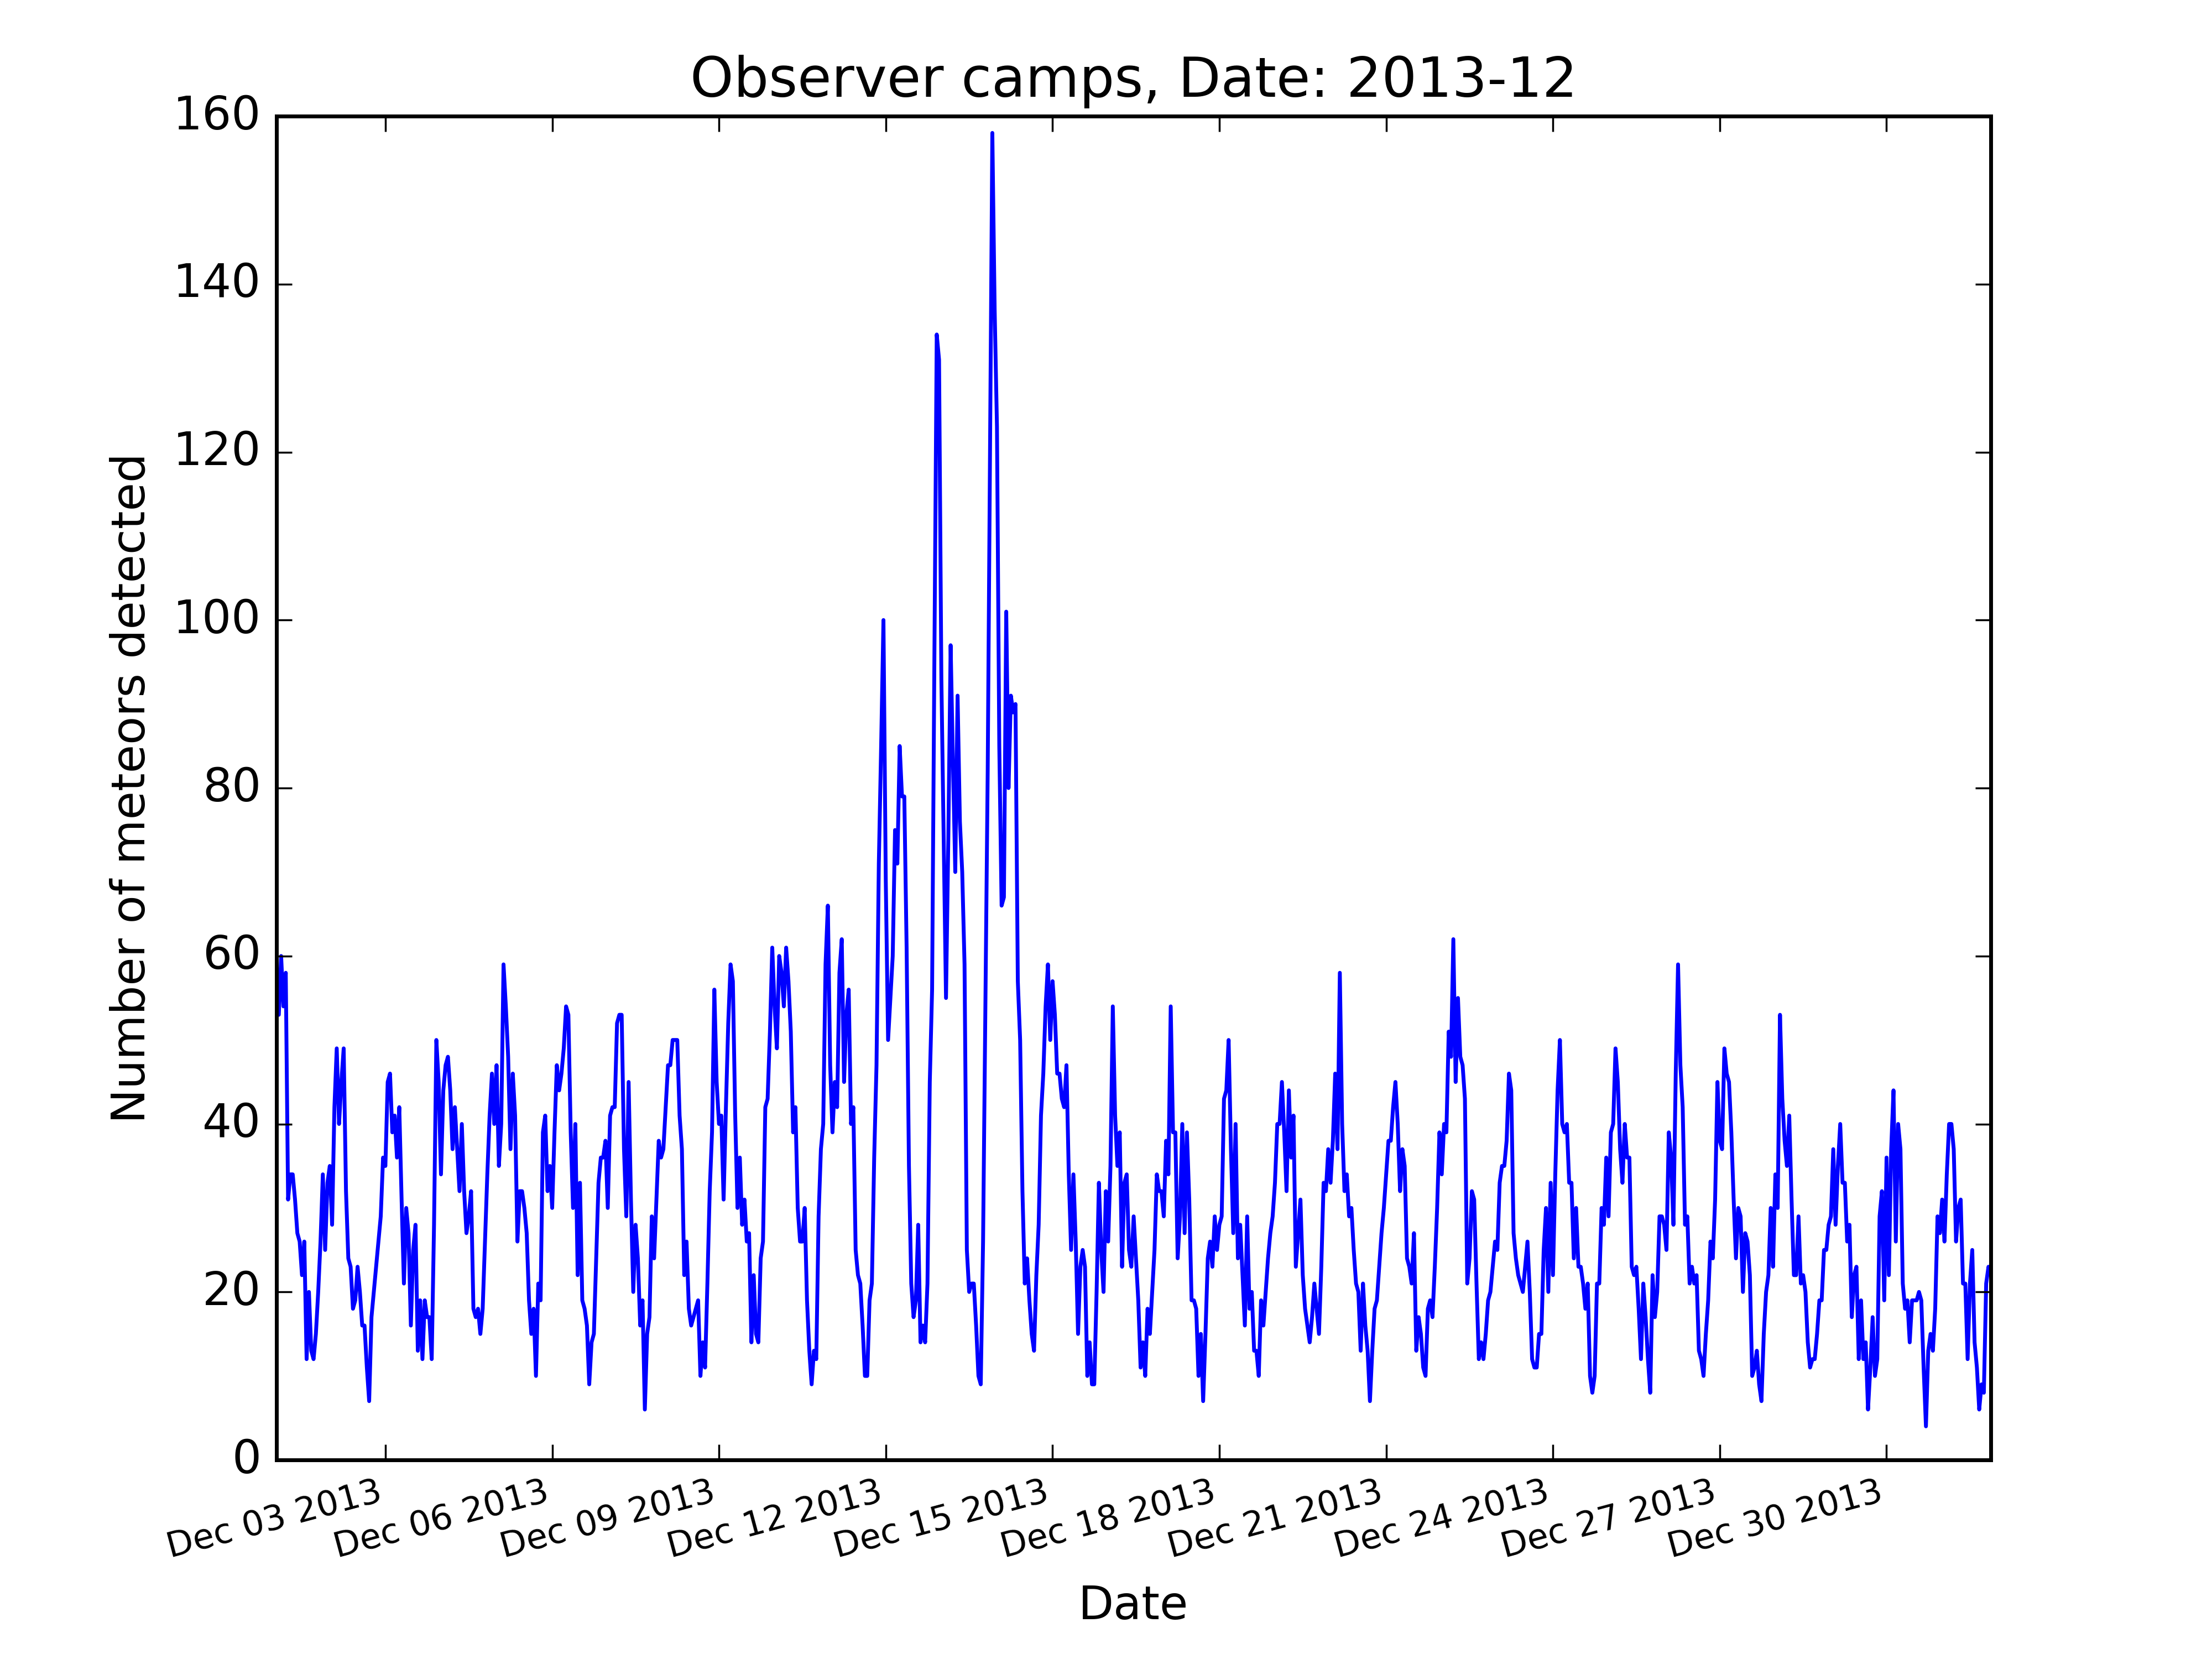 Observer camps, Date: 2013-12
160
140
120
100
80
60
40
20
0
Number of meteors detected
Dec 03 2013
Dec 06 2013
Dec 09 2013
Dec 12 2013
Dec 15 2013
Dec 18 2013
Dec 21 2013
Dec 24 2013
Dec 27 2013
Dec 30 2013
Date